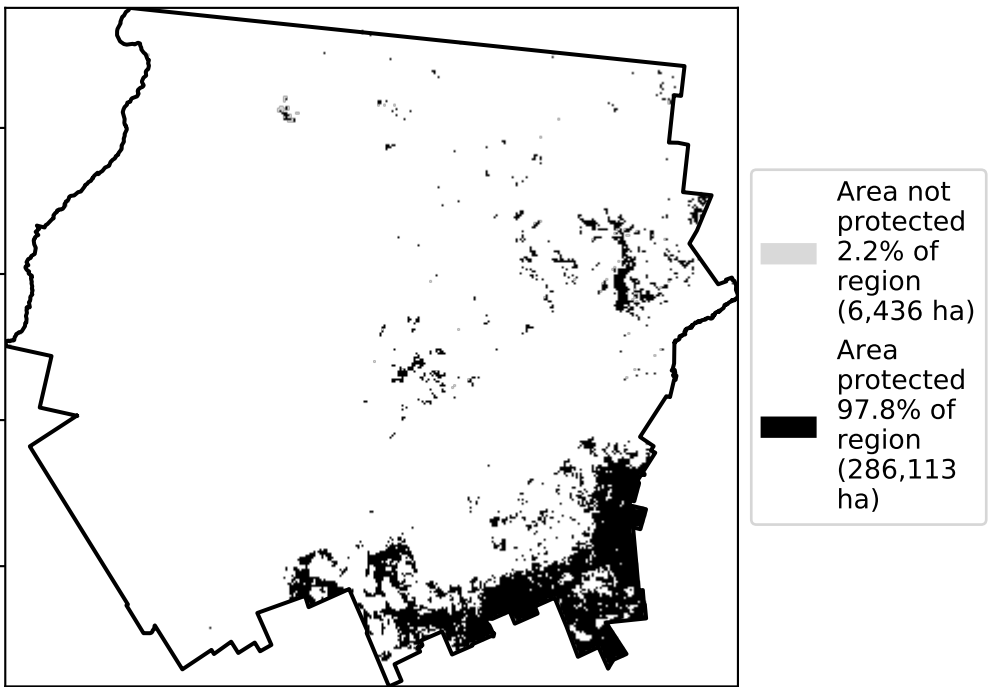 Area not
protected
2.2% of
region
(6,436 ha)
Area
protected
97.8% of
region
(286,113
ha)